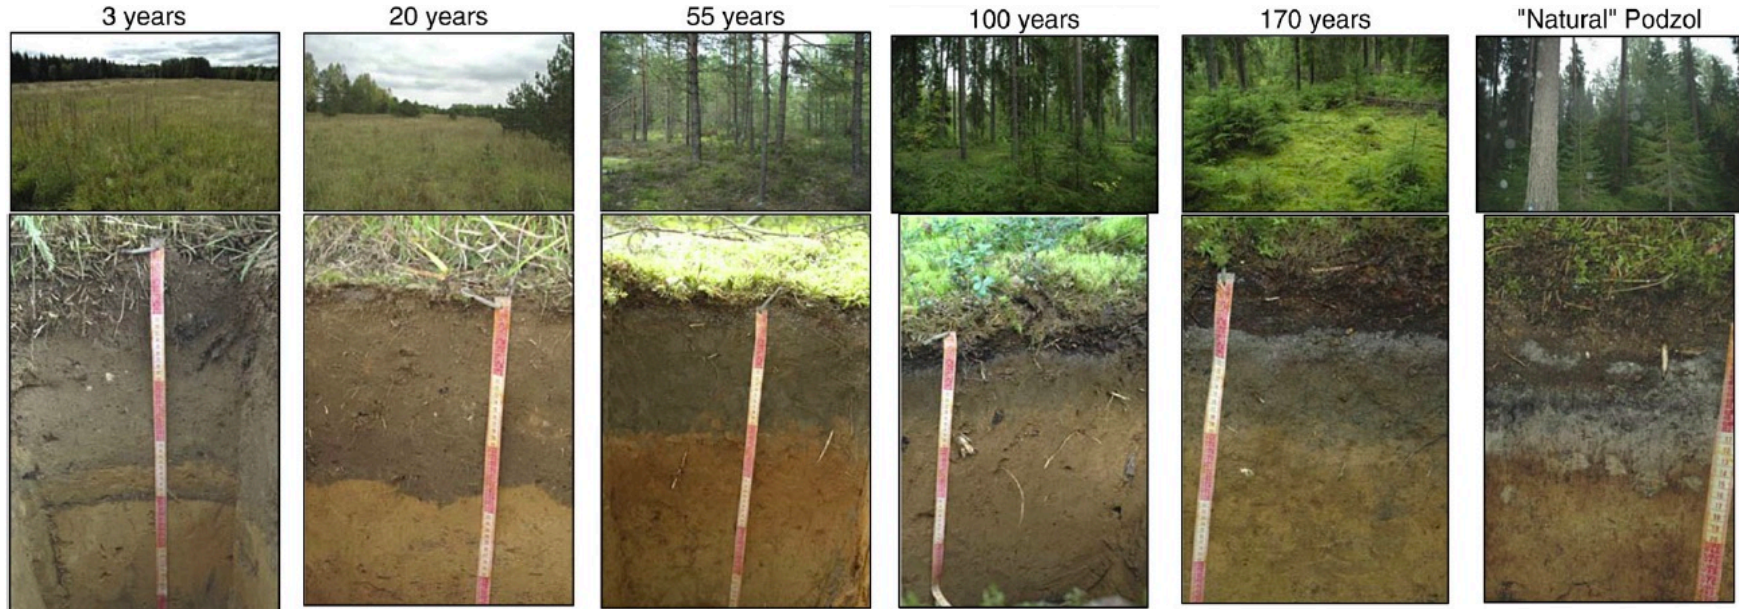 3 years
20 years
55 years
100 years
170 years
"Natural" Podzol